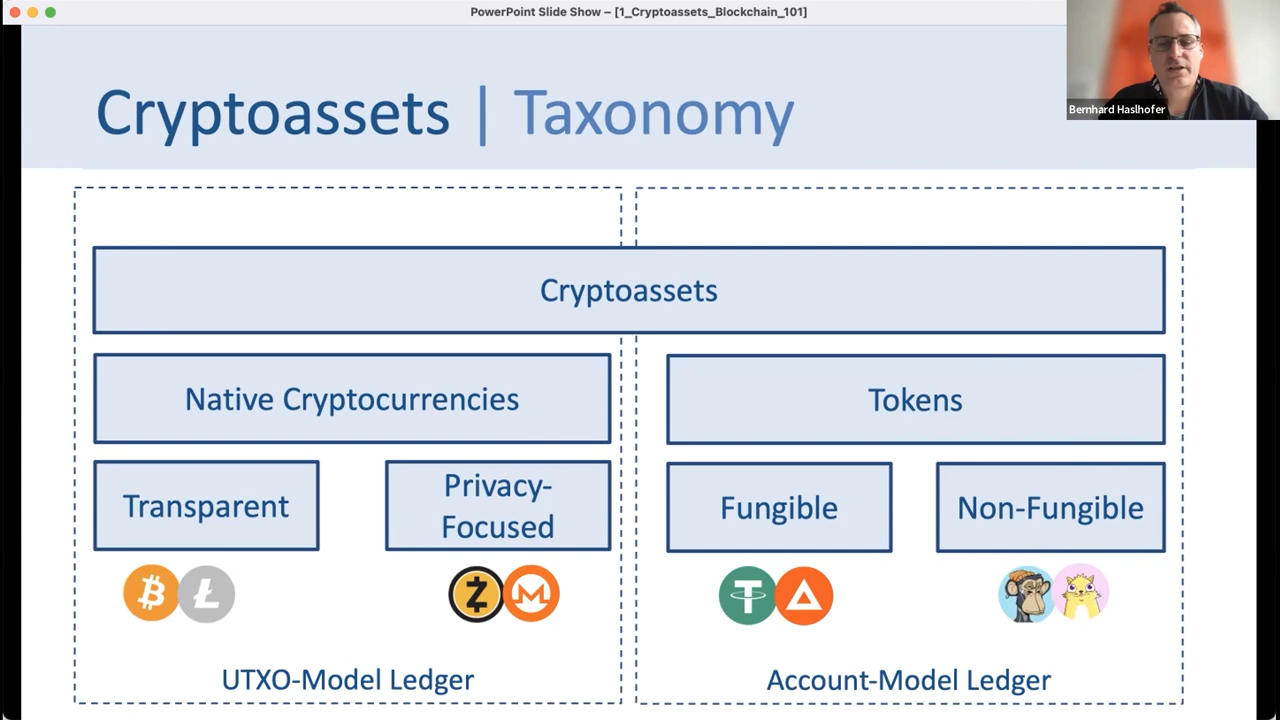 PowerPoint Slide Show – [1_Cryptoassets_Blockchain_101]
Bernhard Haslhofer
Cryptoassets | Taxonomy
Cryptoassets
Native Cryptocurrencies
Tokens
Transparent
Privacy-
Focused
Fungible
Non-Fungible
UTXO-Model Ledger
Account-Model Ledger